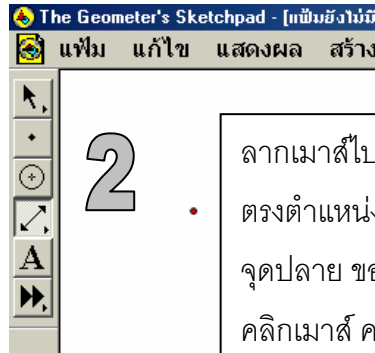 The Geometer's Sketchpad - [แฟ้มยังไม่มี
แฟ้ม แก้ไข แสดงผล สร้าง
2
ลากเมาส์ไป
ตรงตำแหน่ง
จุดปลาย
คลิกเมาส์
A